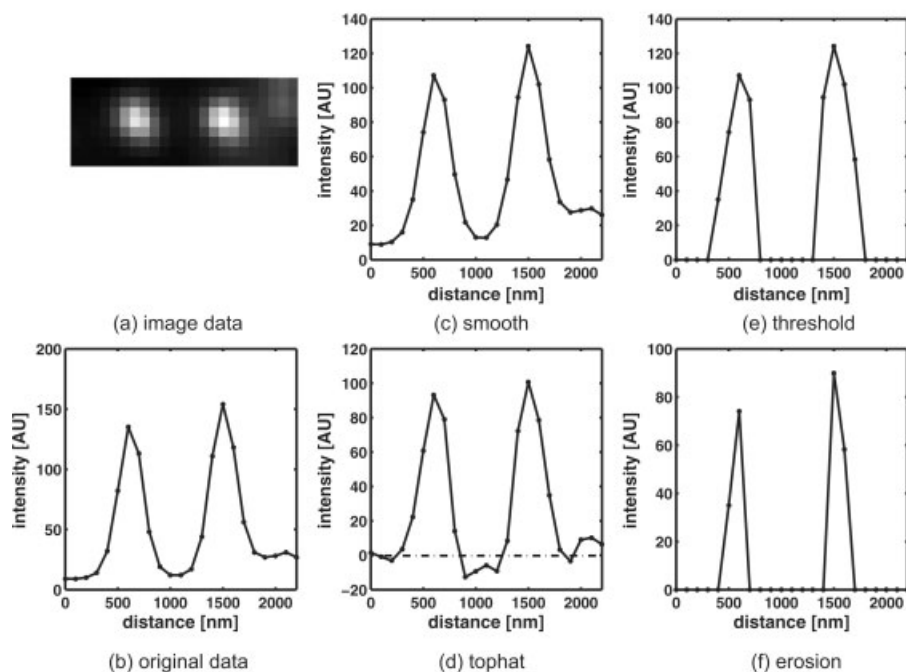 (a) image data
140
120
100
80
60
40
20
0
intensity [AU]
0 500 1000 1500 2000
distance [nm]
(c) smooth
140
120
100
80
60
40
20
0
intensity [AU]
0 500 1000 1500 2000
distance [nm]
(e) threshold
200
150
100
50
0
intensity [AU]
0 500 1000 1500 2000
distance [nm]
(b) original data
120
100
80
60
40
20
0
−20
intensity [AU]
0 500 1000 1500 2000
distance [nm]
(d) tophat
100
80
60
40
20
0
intensity [AU]
0 500 1000 1500 2000
distance [nm]
(f) erosion